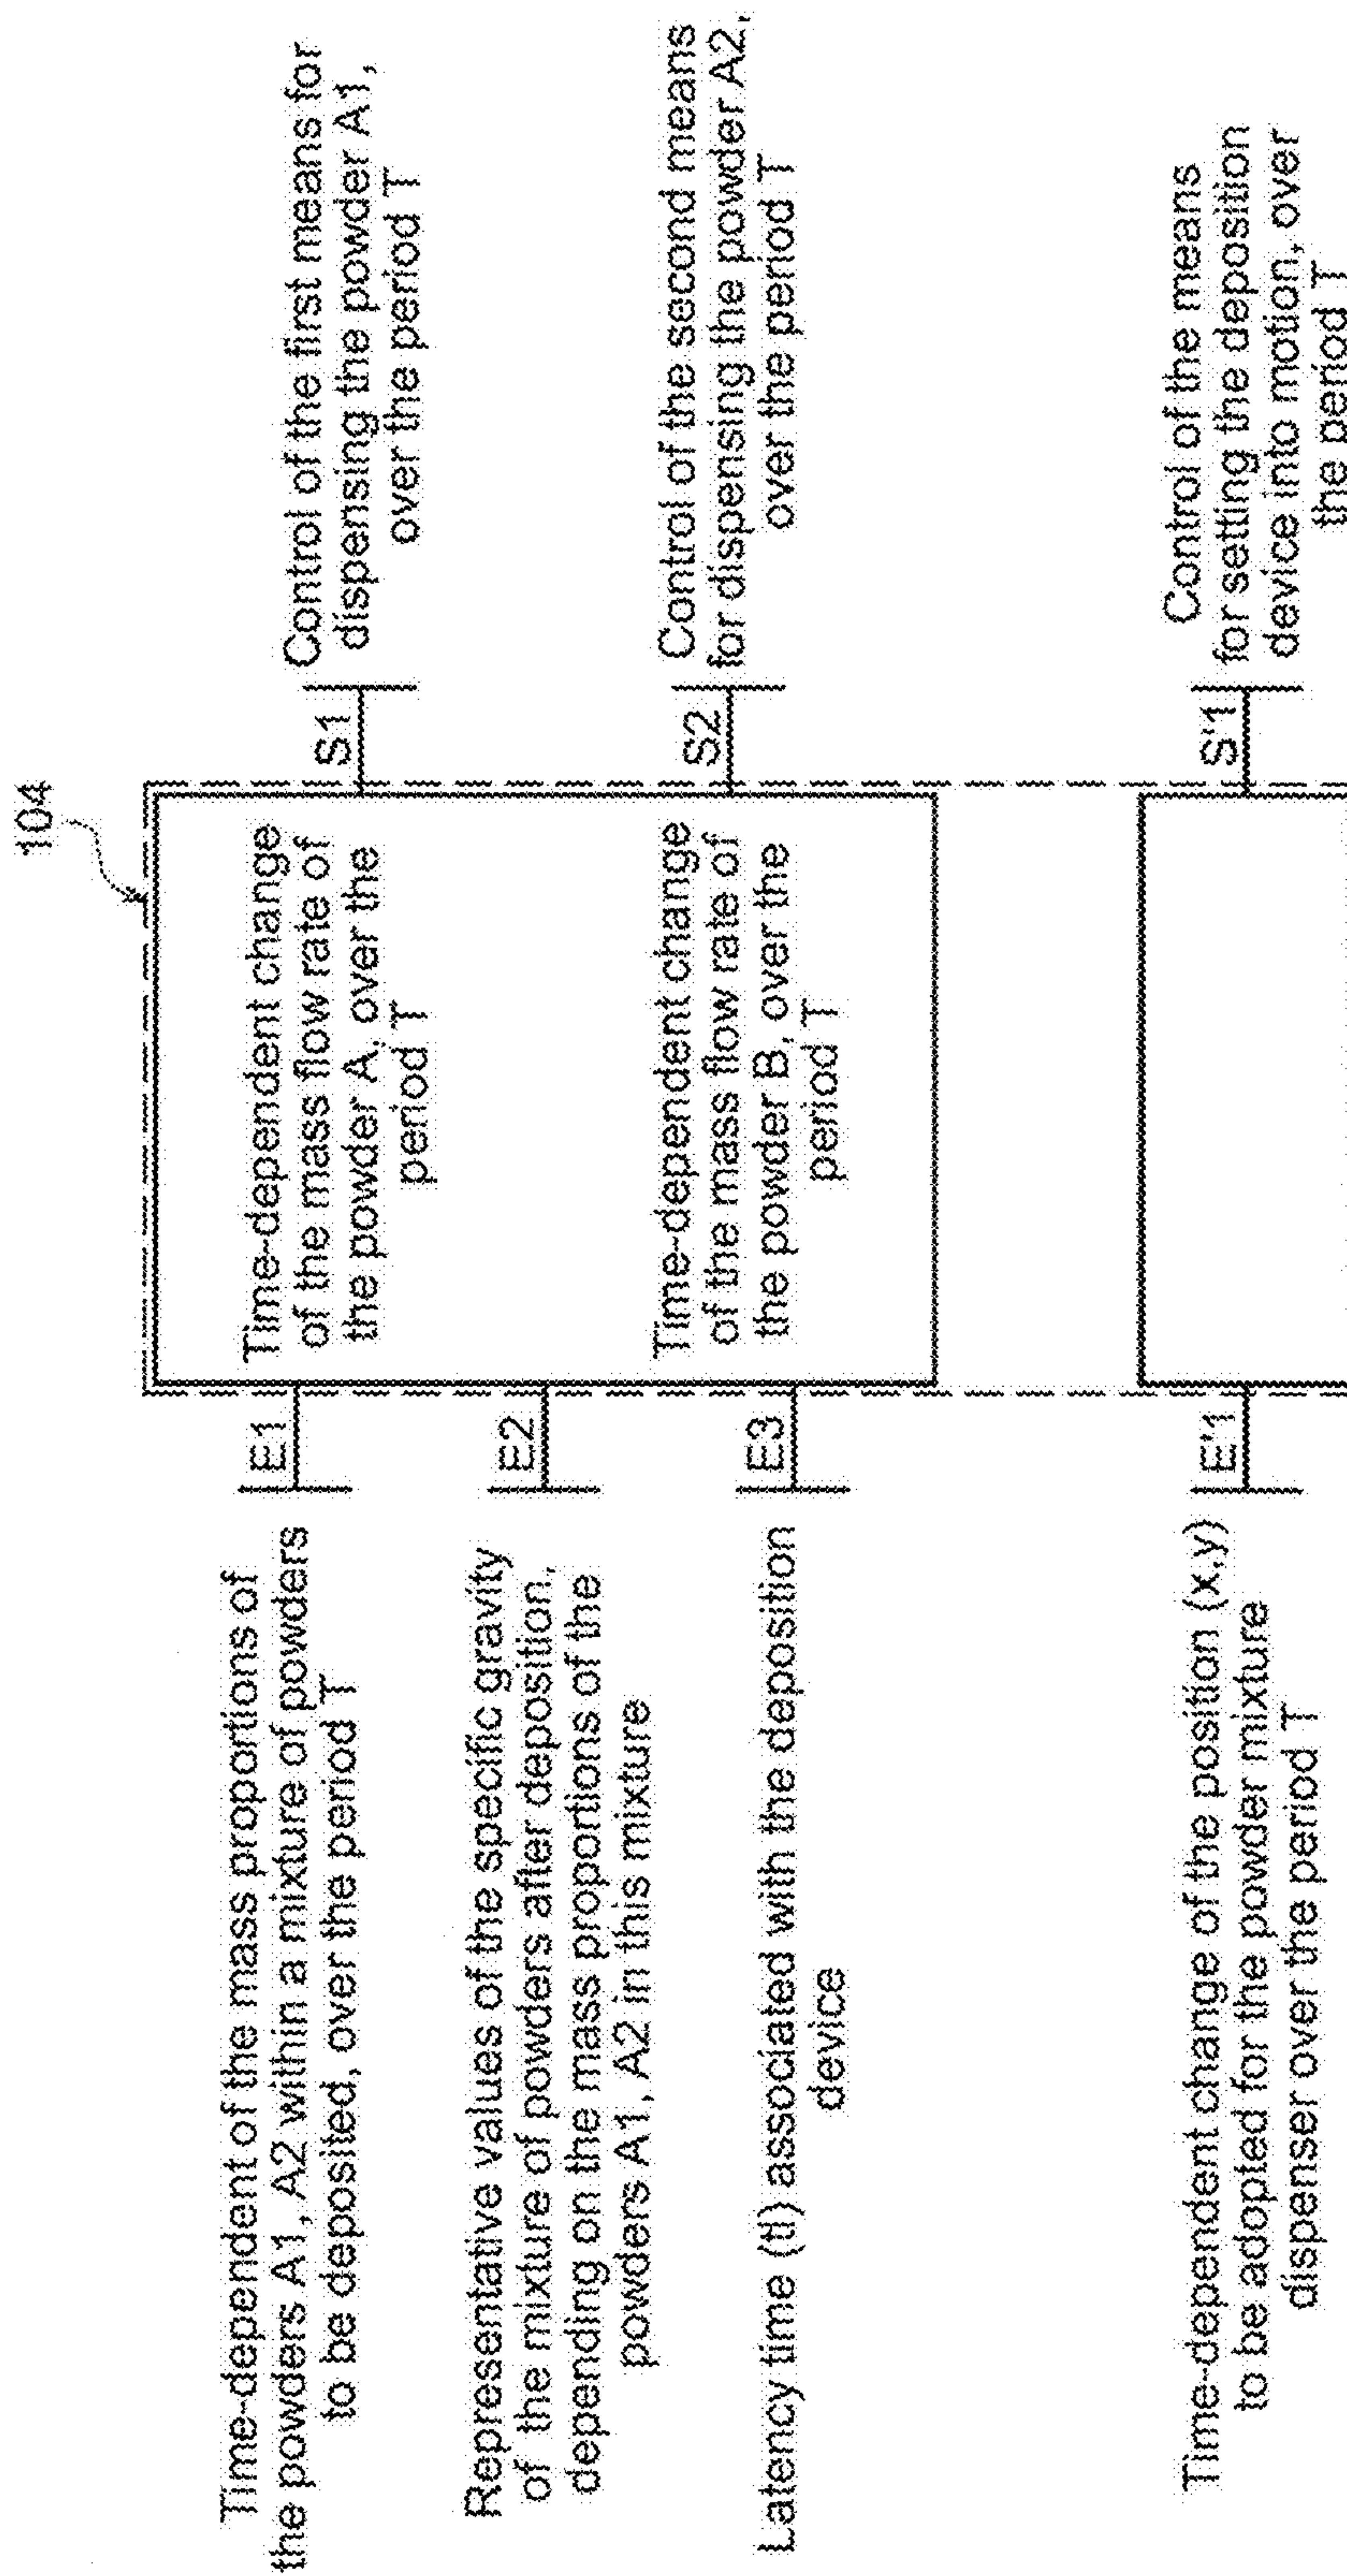 104
Time-dependent of the mass proportions of
the powders A1, A2 within a mixture of powders
to be deposited, over the period T
E1
Representative values of the specific gravity
of the mixture of powders after deposition,
depending on the mass proportions of the
powders A1, A2 in this mixture
E2
Latency time (tl) associated with the deposition
device
E3
Time-dependent change
of the mass flow rate of
the powder A, over the
period T
Time-dependent change
of the mass flow rate of
the powder B, over the
period T
S1
Control of the first means for
dispensing the powder A1,
over the period T
S2
Control of the second means
for dispensing the powder A2,
over the period T
Time-dependent change of the position (x,y)
to be adopted for the powder mixture
dispenser over the period T
E'1
S'1
Control of the means
for setting the deposition
device into motion, over
the period T